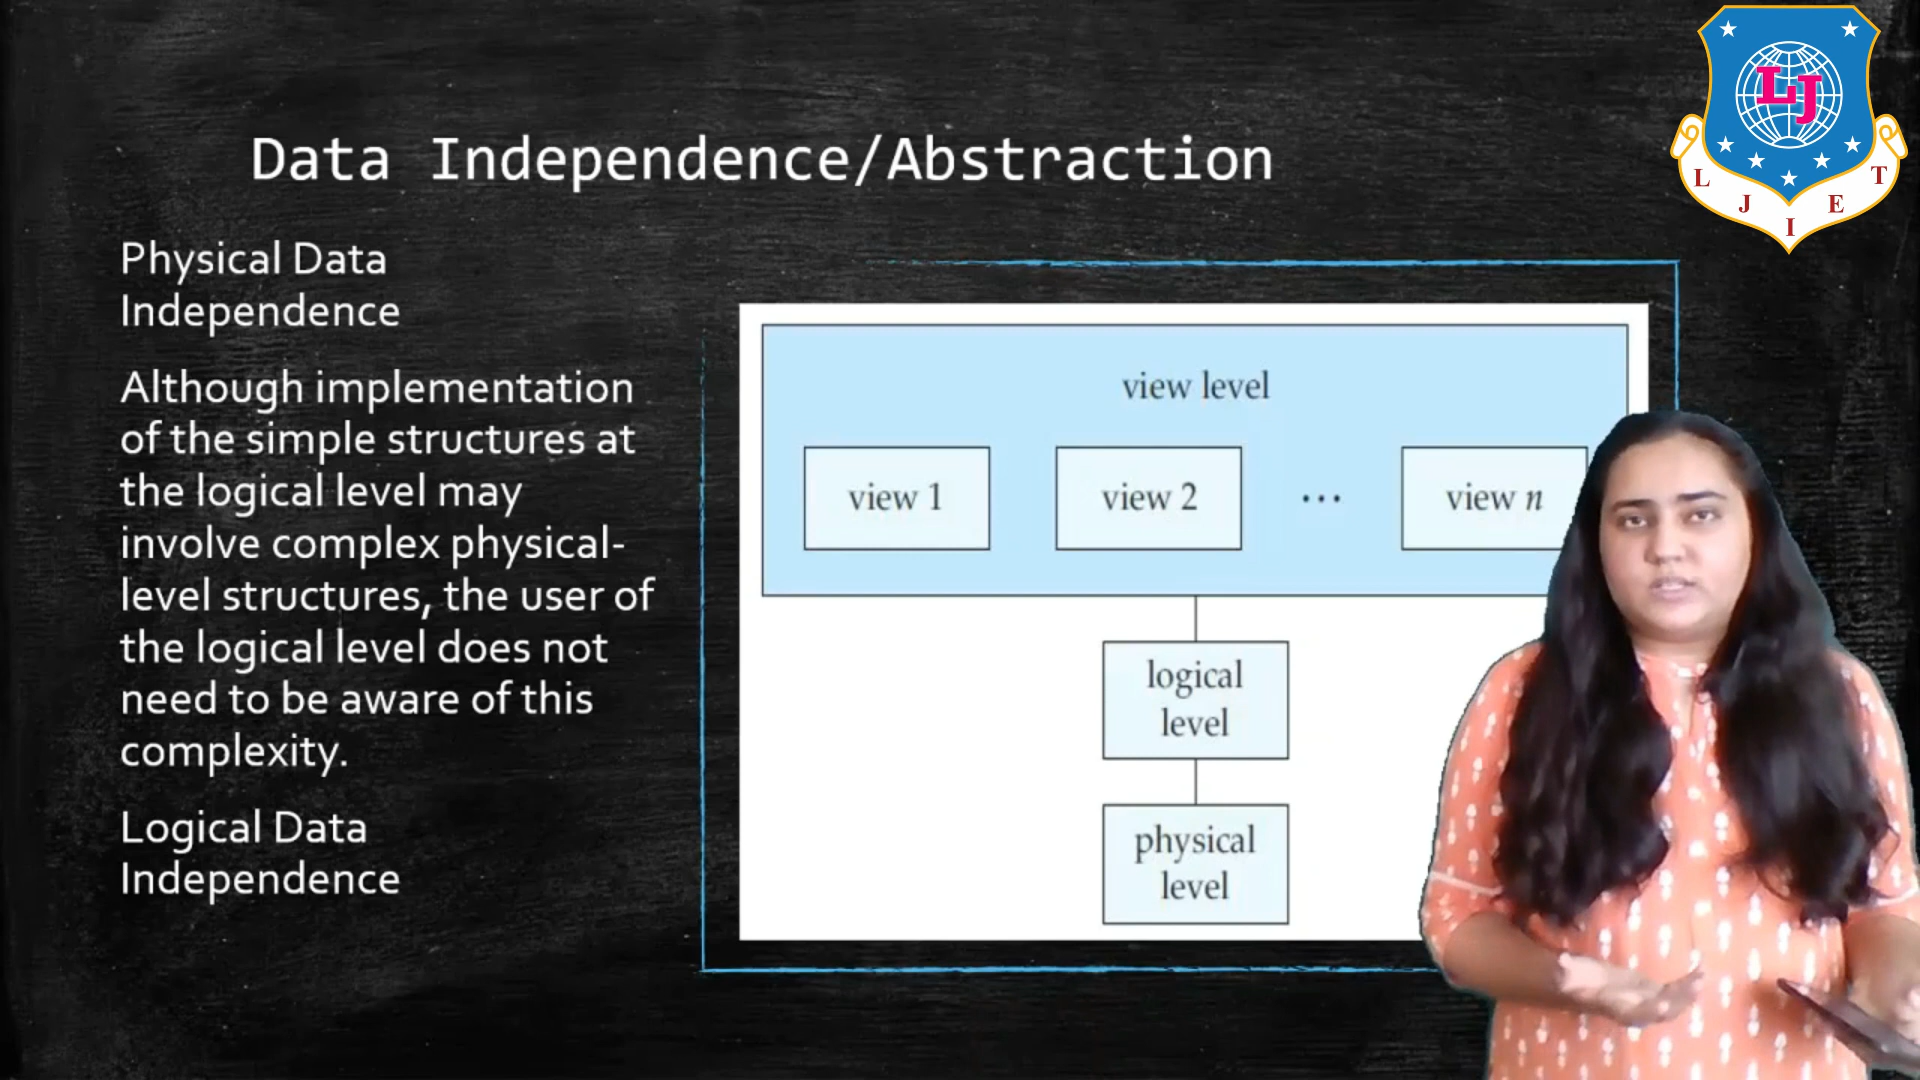 Data Independence/Abstraction
Physical Data
Independence
Although implementation
of the simple structures at
the logical level may
involve complex physical-
level structures, the user of
the logical level does not
need to be aware of this
complexity.
Logical Data
Independence
view level
view 1
view 2
...
view n
logical
level
physical
level
LJ
L J I E T